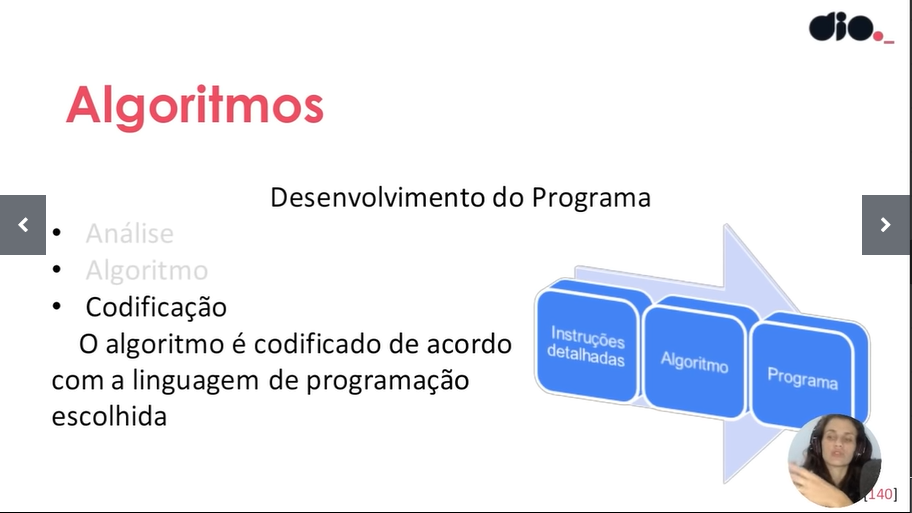 dio._
Algoritmos
Desenvolvimento do Programa
• Análise
• Algoritmo
• Codificação
O algoritmo é codificado de acordo
com a linguagem de programação
escolhida
Instruções
detalhadas
Algoritmo
Programa
[140]